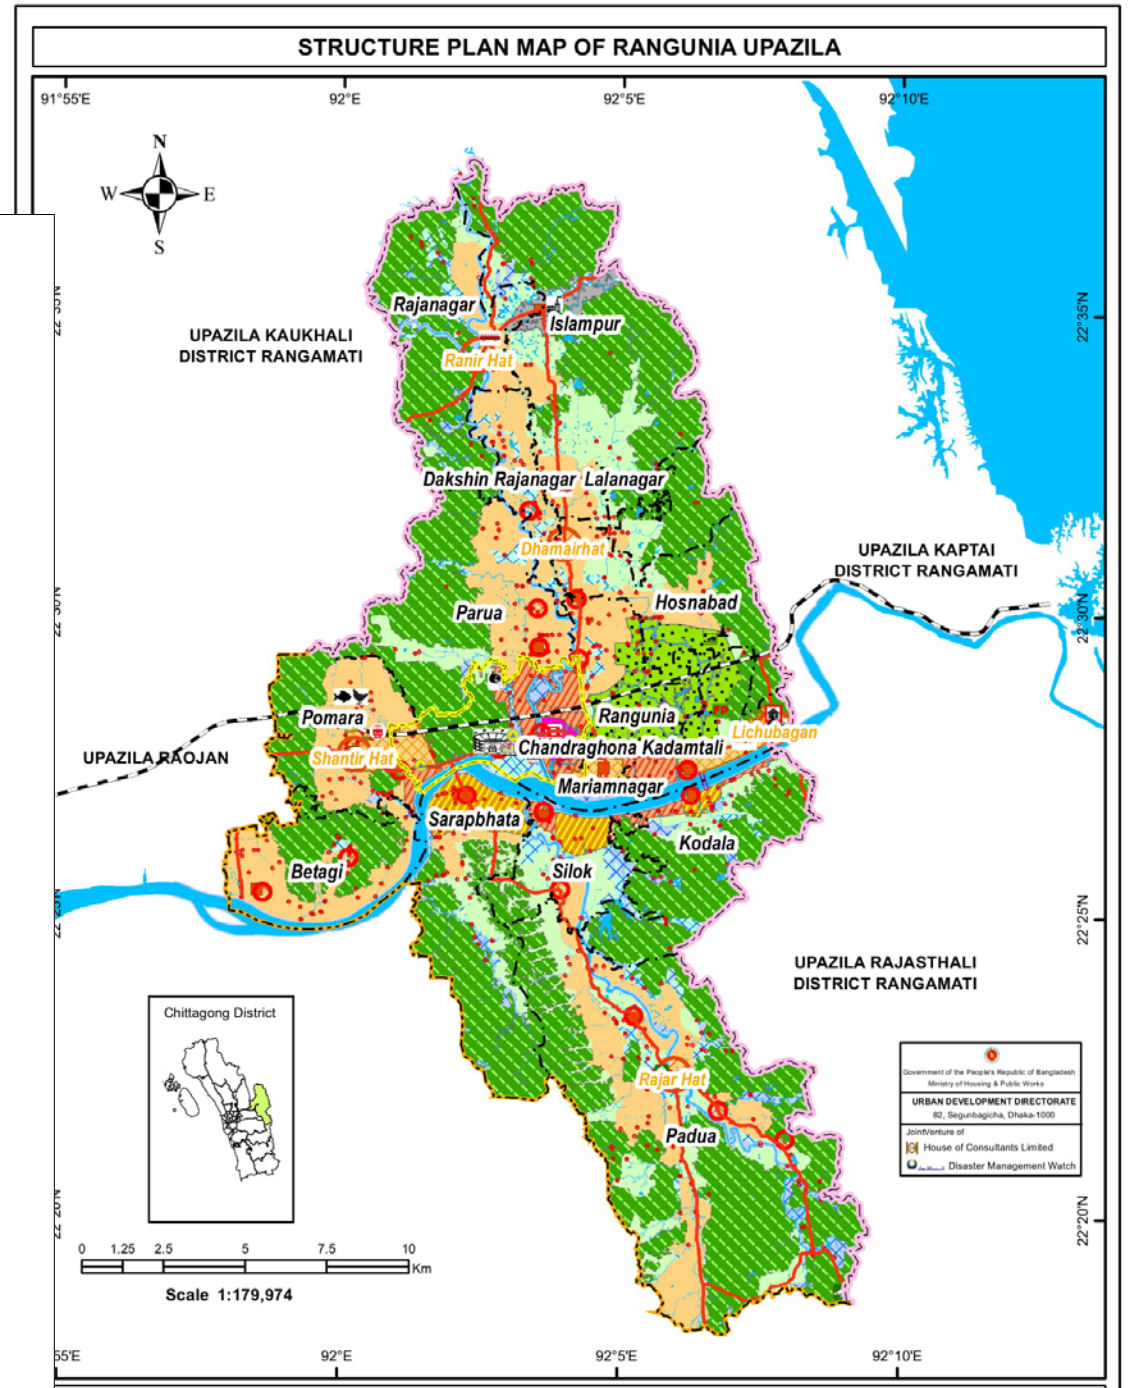 STRUCTURE PLAN MAP OF RANGUNIA UPAZILA
91°55'E
92°E
92°5'E
92°10'E
N
W
E
S
22°35'N
Rajanagar
Islampur
UPAZILA KAUKHALI
DISTRICT RANGAMATI
Ranir Hat
Dakshin Rajanagar
Lalanagar
Dhamairhat
UPAZILA KAPTAI
DISTRICT RANGAMATI
Hosnabad
Parua
22°30'N
Pomara
Rangunia
FP
Lichubagan
UPAZILA RAOJAN
Shantir Hat
Chandraghona Kadamtali
Mariamnagar
Sarapbhata
Kodala
Betagi
Silok
22°25'N
UPAZILA RAJASTHALI
DISTRICT RANGAMATI
Chittagong District
Rajar Hat
Padua
Government of the People's Republic of Bangladesh
Ministry of Housing & Public Works
URBAN DEVELOPMENT DIRECTORATE
82, Segunbagicha, Dhaka-1000
JointVenture of
House of Consultants Limited
Disaster Management Watch
22°20'N
0 1.25 2.5 5 7.5 10
Km
Scale 1:179,974
55'E
92°E
92°5'E
92°10'E